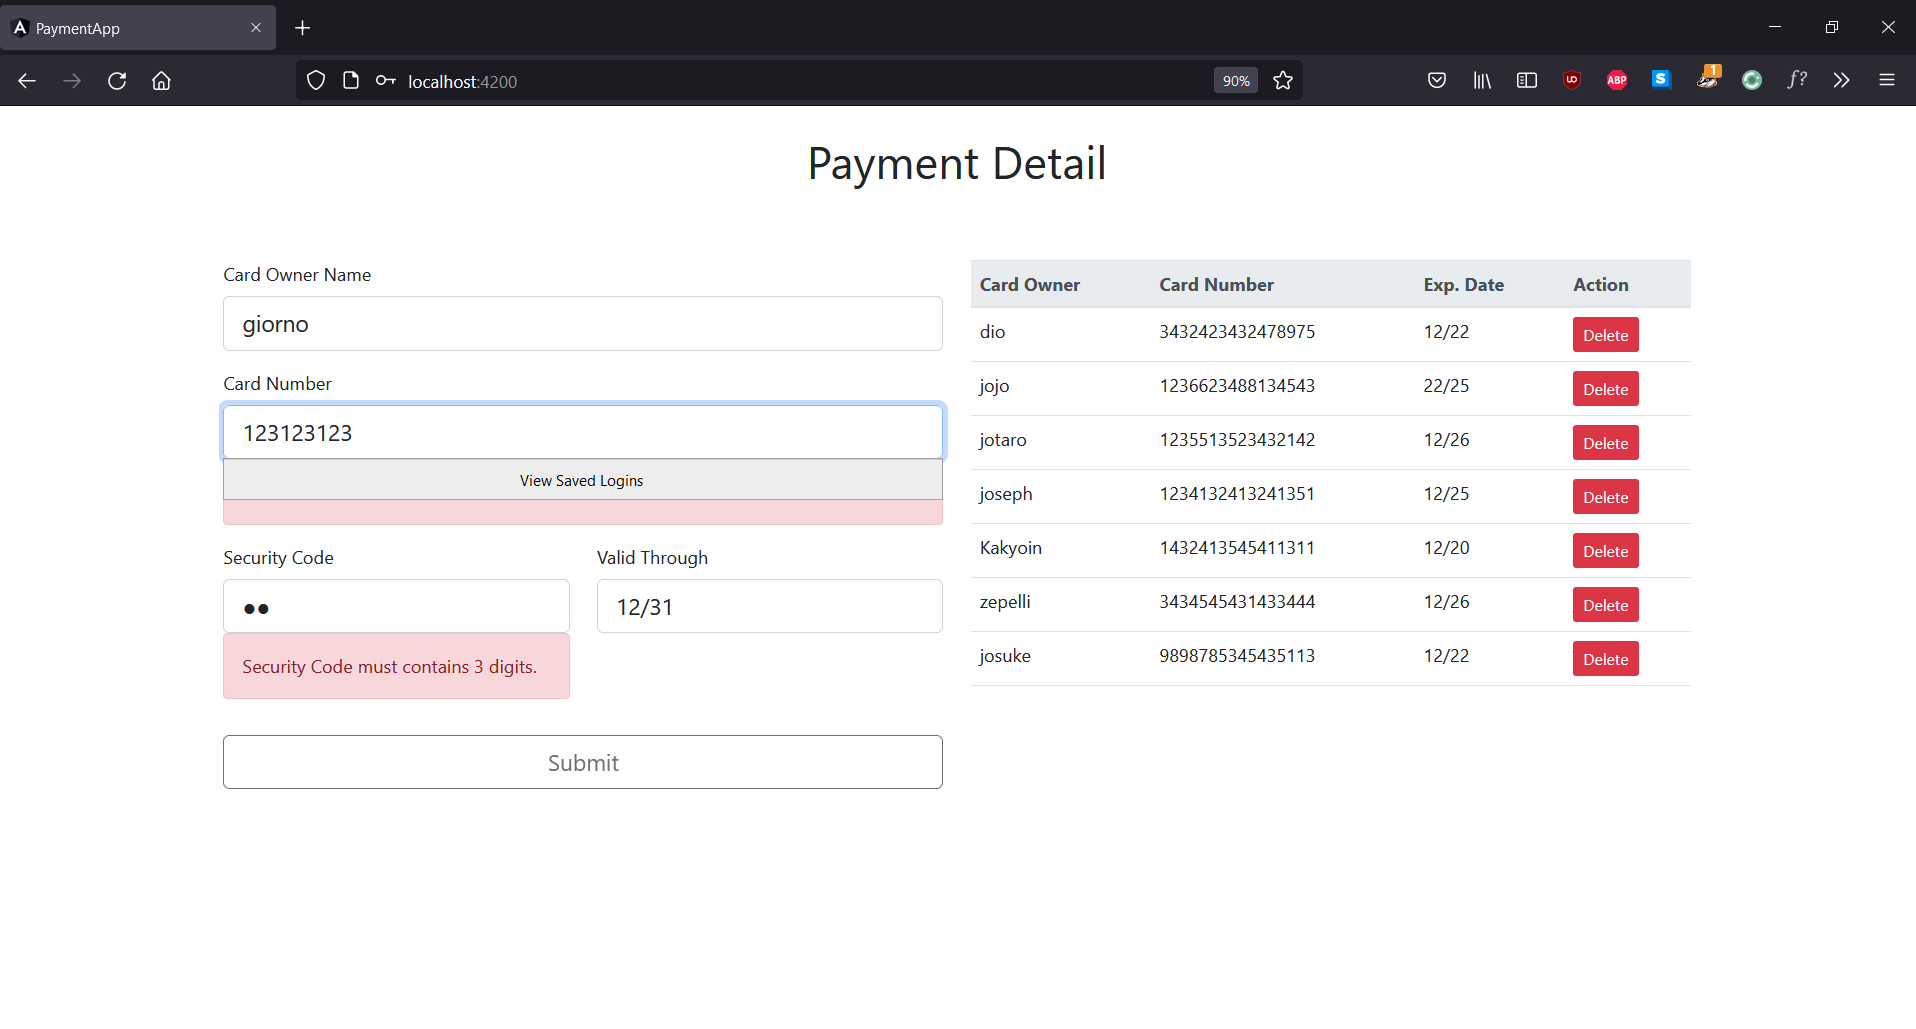 PaymentApp
localhost:4200
90%
ABP
S
1
f?
Payment Detail
Card Owner Name
giorno
Card Number
123123123
View Saved Logins
Security Code
Valid Through
12/31
Security Code must contains 3 digits.
Submit
Card Owner Card Number Exp. Date Action
dio 3432423432478975 12/22 Delete
jojo 1236623488134543 22/25 Delete
jotaro 1235513523432142 12/26 Delete
joseph 1234132413241351 12/25 Delete
Kakyoin 1432413545411311 12/20 Delete
zepelli 3434545431433444 12/26 Delete
josuke 9898785345435113 12/22 Delete